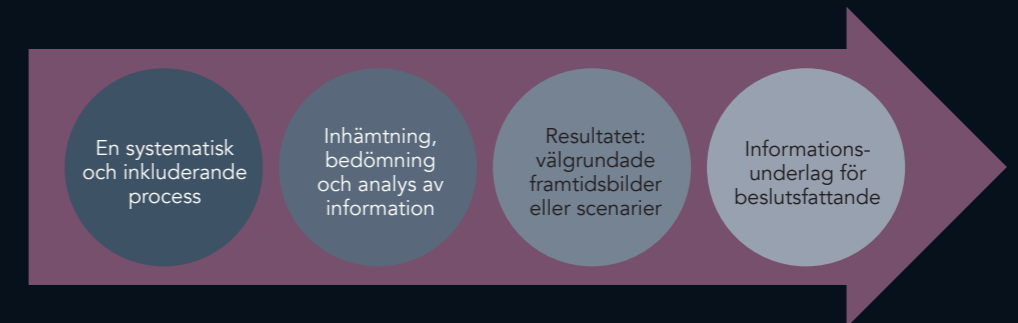 En systematisk
och inkluderande
process
Inhämtning,
bedömning
och analys av
information
Resultatet:
välgrundade
framtidsbilder
eller scenarier
Informations-
underlag för
beslutsfattande